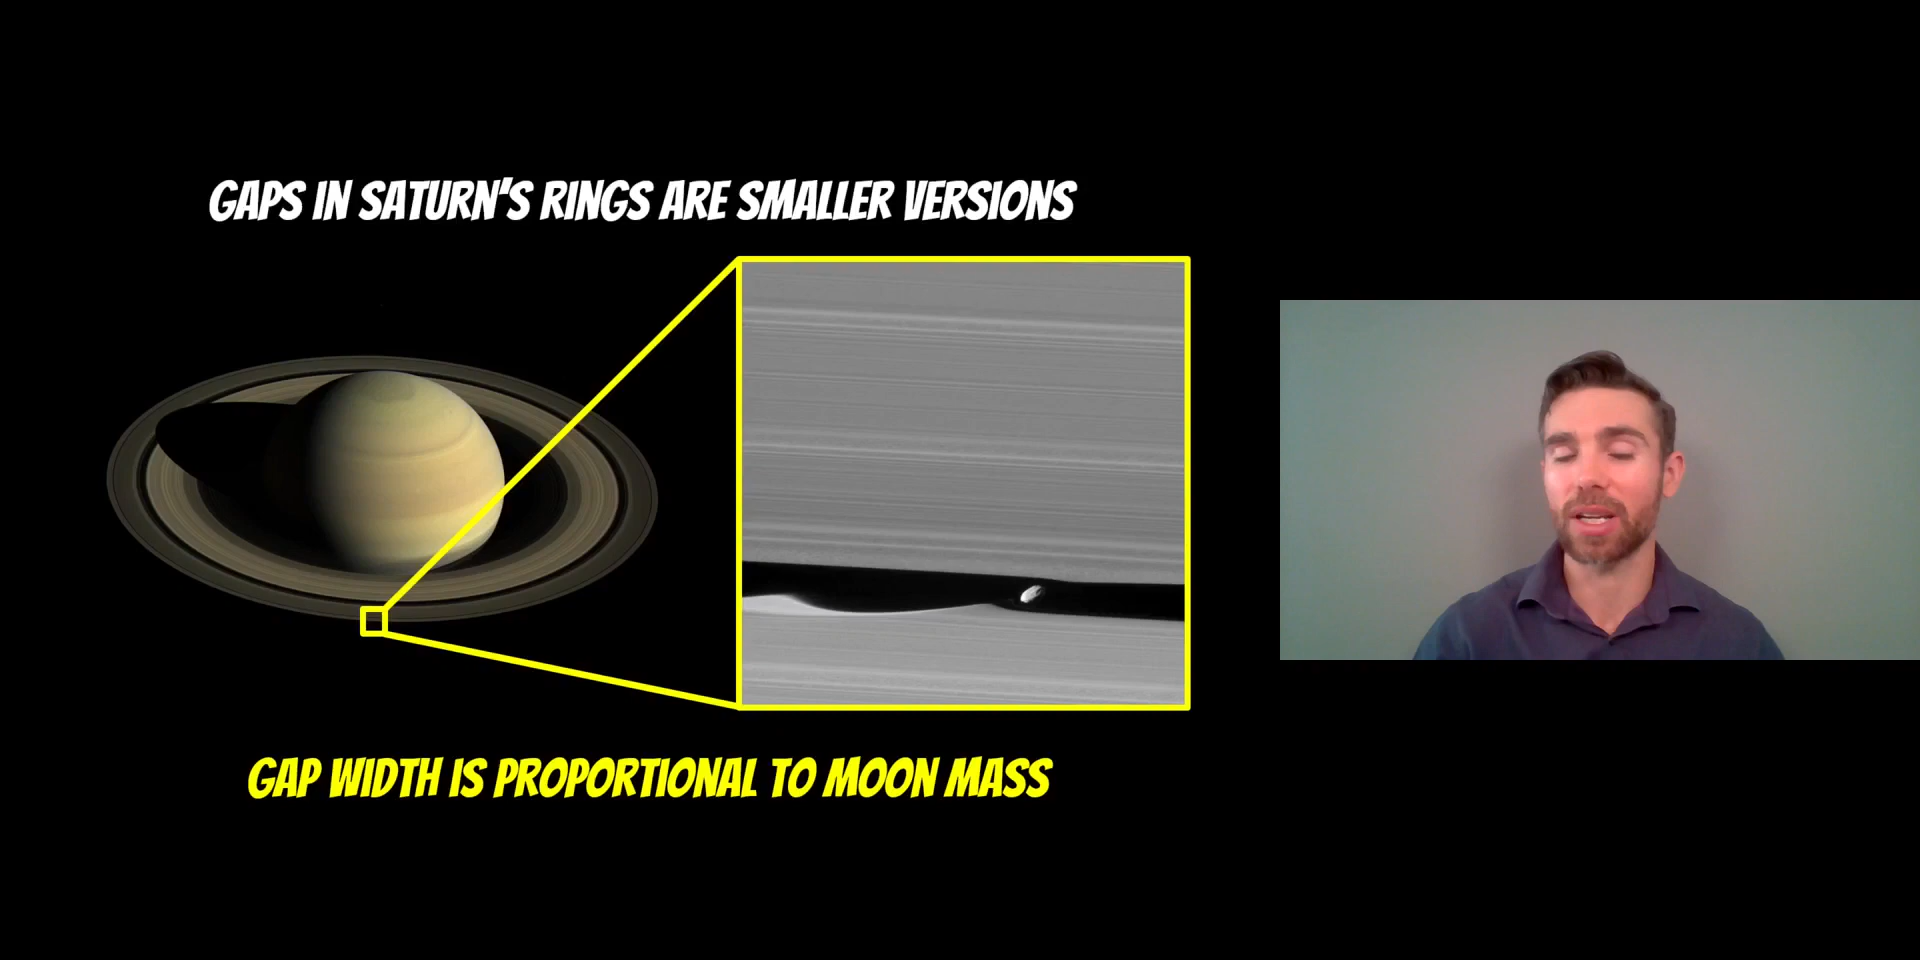 GAPS IN SATURN'S RINGS ARE SMALLER VERSIONS
GAP WIDTH IS PROPORTIONAL TO MOON MASS